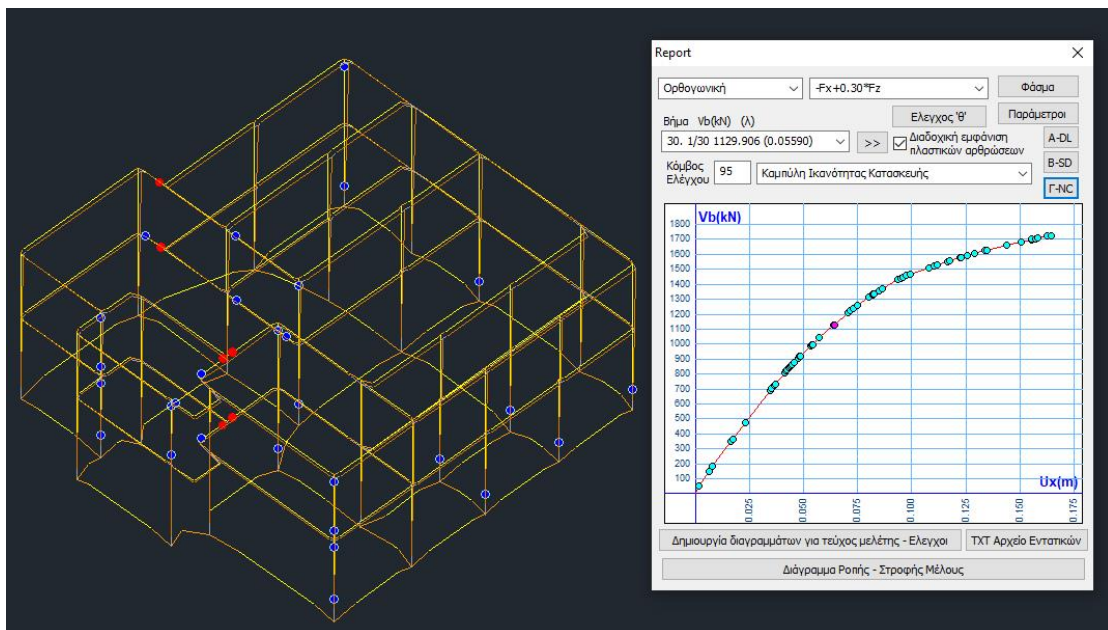 Report
Ορθογωνική -Fx+0.30*Fz Φάσμα
Ελεγχος 'θ' Παράμετροι
Βήμα Vb(kN) (λ)
30. 1/30 1129.906 (0.05590) >> Διαδοχική εμφάνιση πλαστικών αρθρώσεων A-DL
Κόμβος Ελέγχου 95 Καμπύλη Ικανότητας Κατασκευής B-SD
Γ-NC
Vb(kN)
1800
1700
1600
1500
1400
1300
1200
1100
1000
900
800
700
600
500
400
300
200
100
Ux(m)
0.025 0.050 0.075 0.100 0.125 0.150 0.175
Δημιουργία διαγραμμάτων για τεύχος μελέτης - Ελεγχοι TXT Αρχείο Εντατικών
Διάγραμμα Ροπής - Στροφής Μέλους